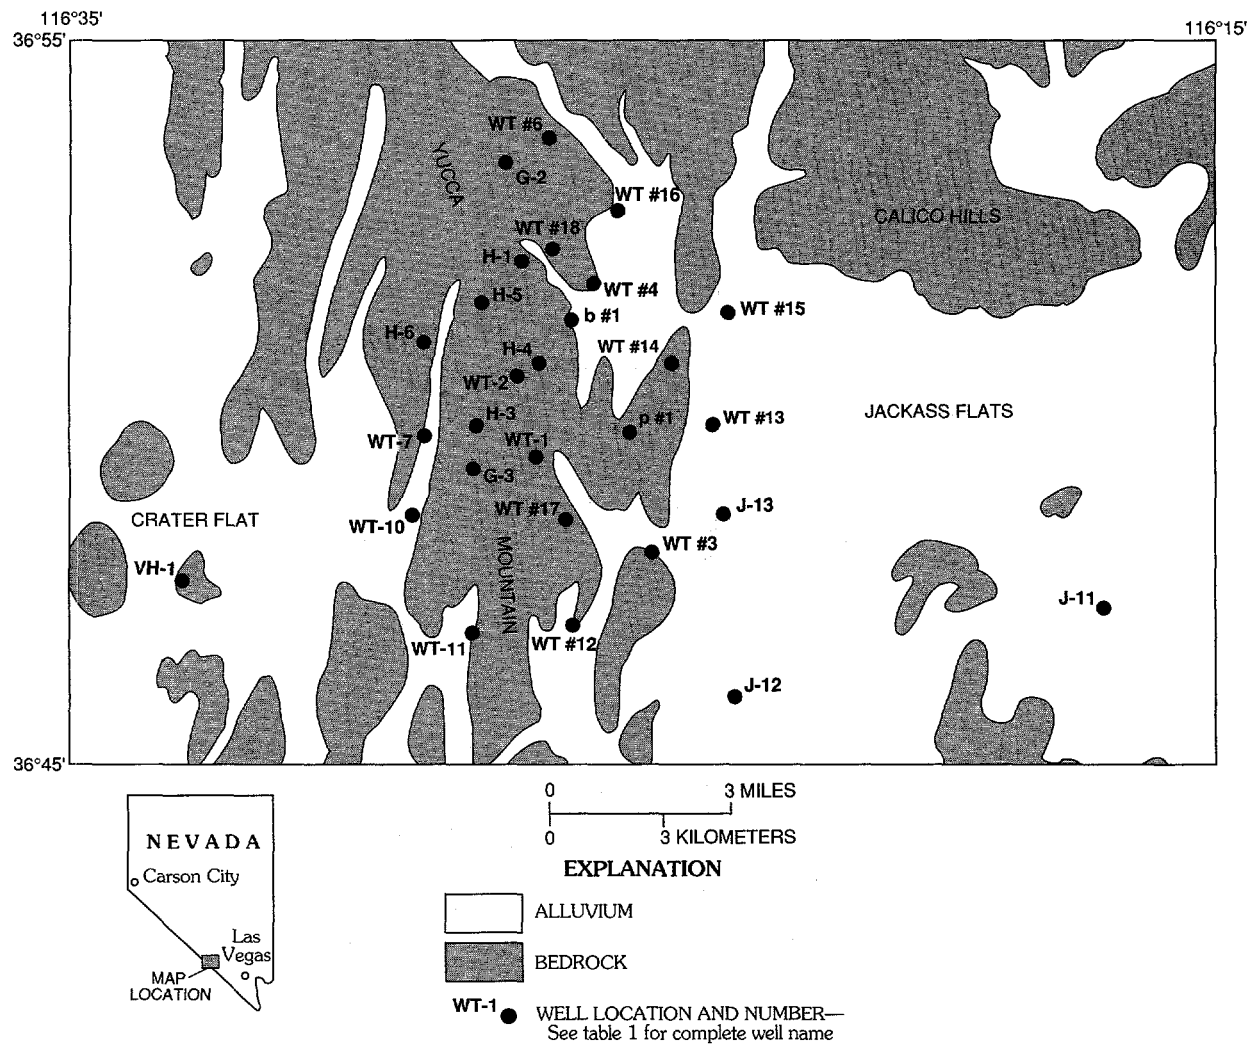 116°35'
116°15'
36°55'
WT #6
YUCCA
G-2
WT #16
CALICO HILLS
WT #18
H-1
WT #4
H-5
WT #15
b #1
H-6
H-4
WT #14
WT-2
JACKASS FLATS
H-3
p #1
WT #13
WT-7
WT-1
G-3
J-13
WT #17
CRATER FLAT
WT-10
WT #3
MOUNTAIN
VH-1
J-11
WT-11
WT #12
J-12
36°45'
0 3 MILES
0 3 KILOMETERS
NEVADA
Carson City
Las
Vegas
MAP
LOCATION
EXPLANATION
ALLUVIUM
BEDROCK
WT-1
WELL LOCATION AND NUMBER—
See table 1 for complete well name